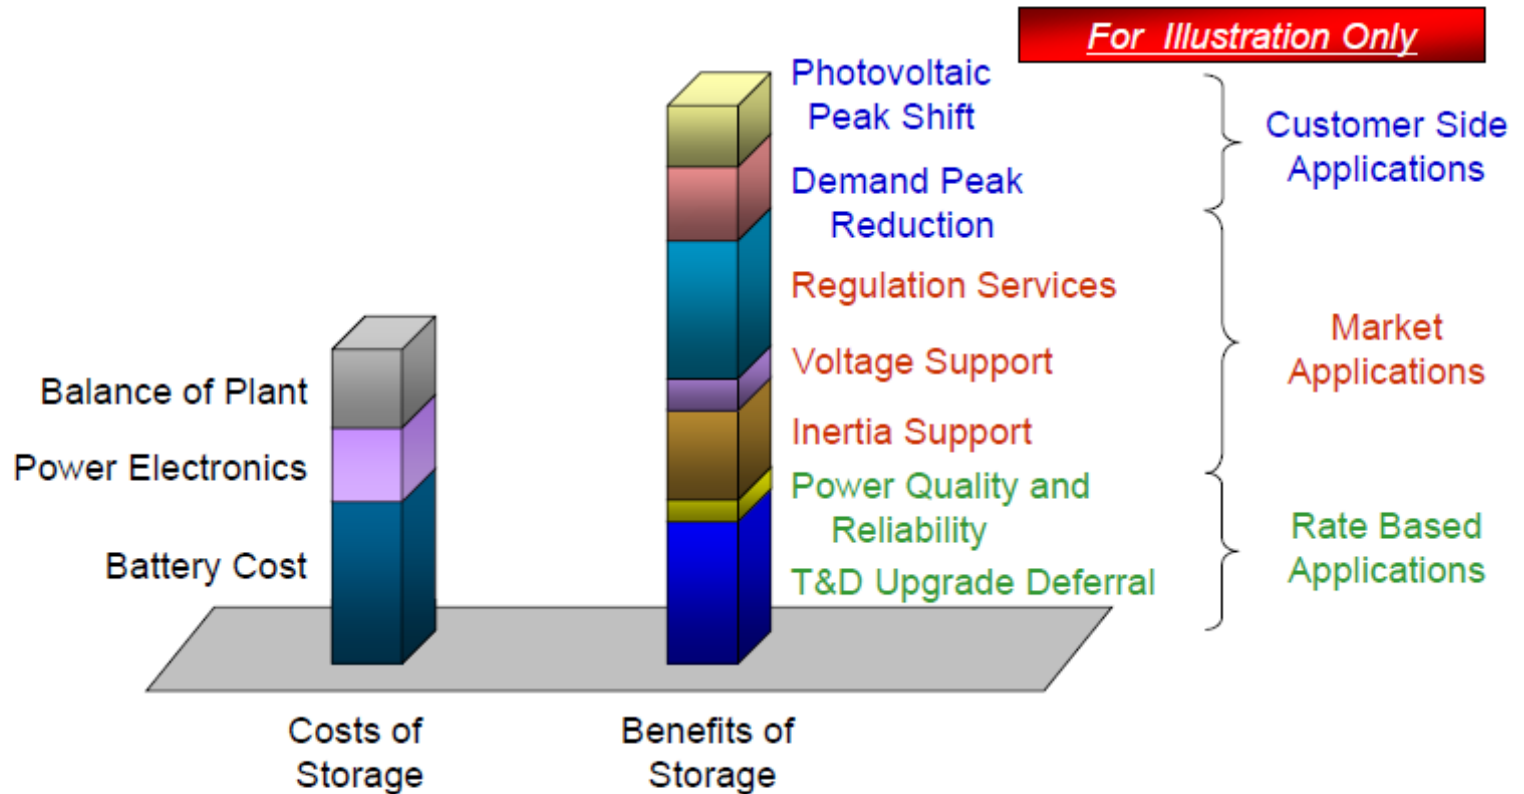 For Illustration Only
Photovoltaic
Peak Shift
Customer Side
Applications
Demand Peak
Reduction
Regulation Services
Market
Applications
Voltage Support
Inertia Support
Power Quality and
Reliability
Rate Based
Applications
T&D Upgrade Deferral
Balance of Plant
Power Electronics
Battery Cost
Costs of
Storage
Benefits of
Storage